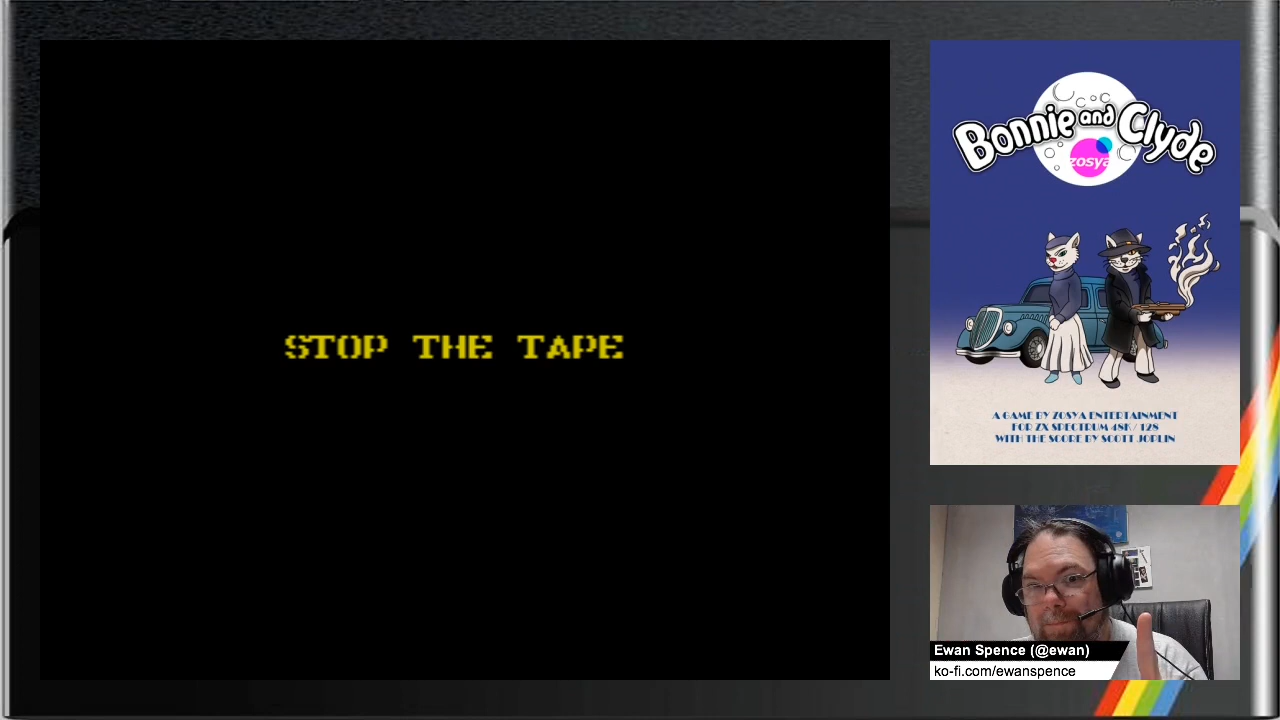 STOP THE TAPE
Bonnie and Clyde
zosya
A GAME BY ZOSYA ENTERTAINMENT
FOR ZX SPECTRUM 48K / 128
WITH THE SCORE BY SCOTT JOPLIN
Ewan Spence (@ewan)
ko-fi.com/ewanspence